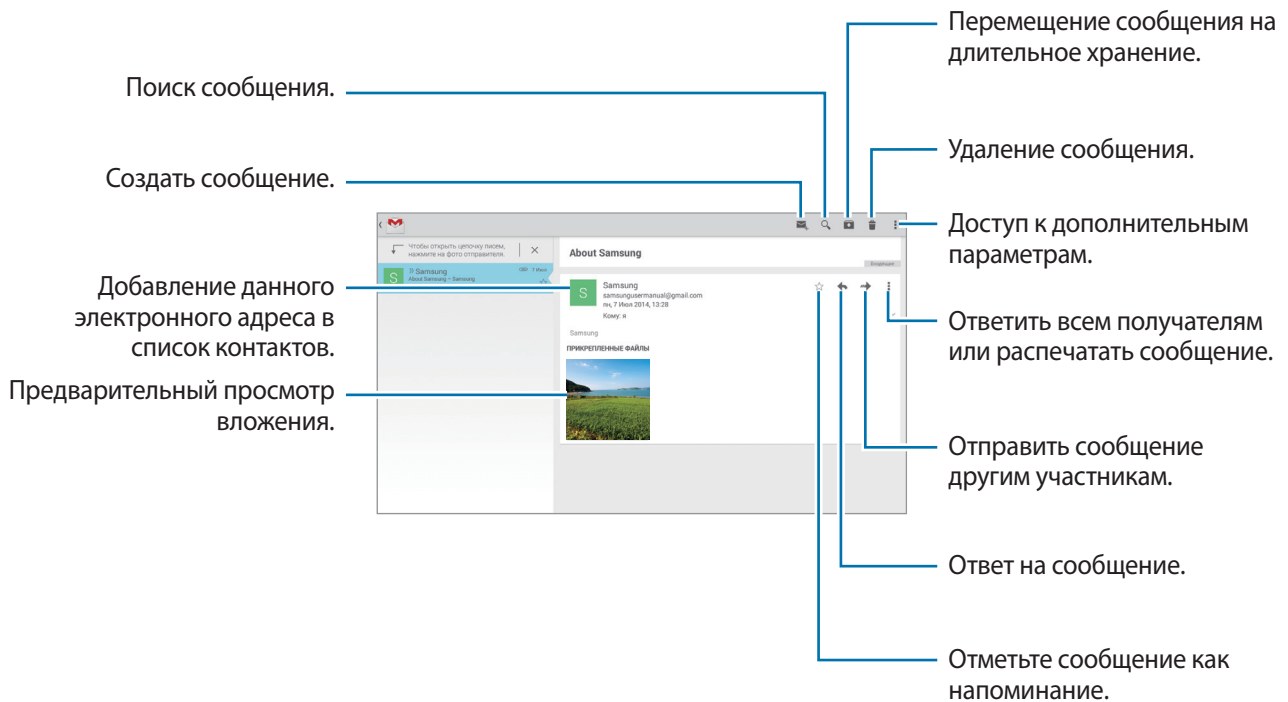 Перемещение сообщения на
длительное хранение.
Поиск сообщения.
Удаление сообщения.
Создать сообщение.
Доступ к дополнительным
параметрам.
Чтобы открыть цепочку писем,
нажмите на фото отправителя.
About Samsung
Входящие
S
Samsung
7 Июл
About Samsung – Samsung
Добавление данного
электронного адреса в
список контактов.
S
Samsung
samsungusermanual@gmail.com
пн, 7 Июл 2014, 13:28
Кому: я
Samsung
ПРИКРЕПЛЕННЫЕ ФАЙЛЫ
Ответить всем получателям
или распечатать сообщение.
Предварительный просмотр
вложения.
Отправить сообщение
другим участникам.
Ответ на сообщение.
Отметьте сообщение как
напоминание.